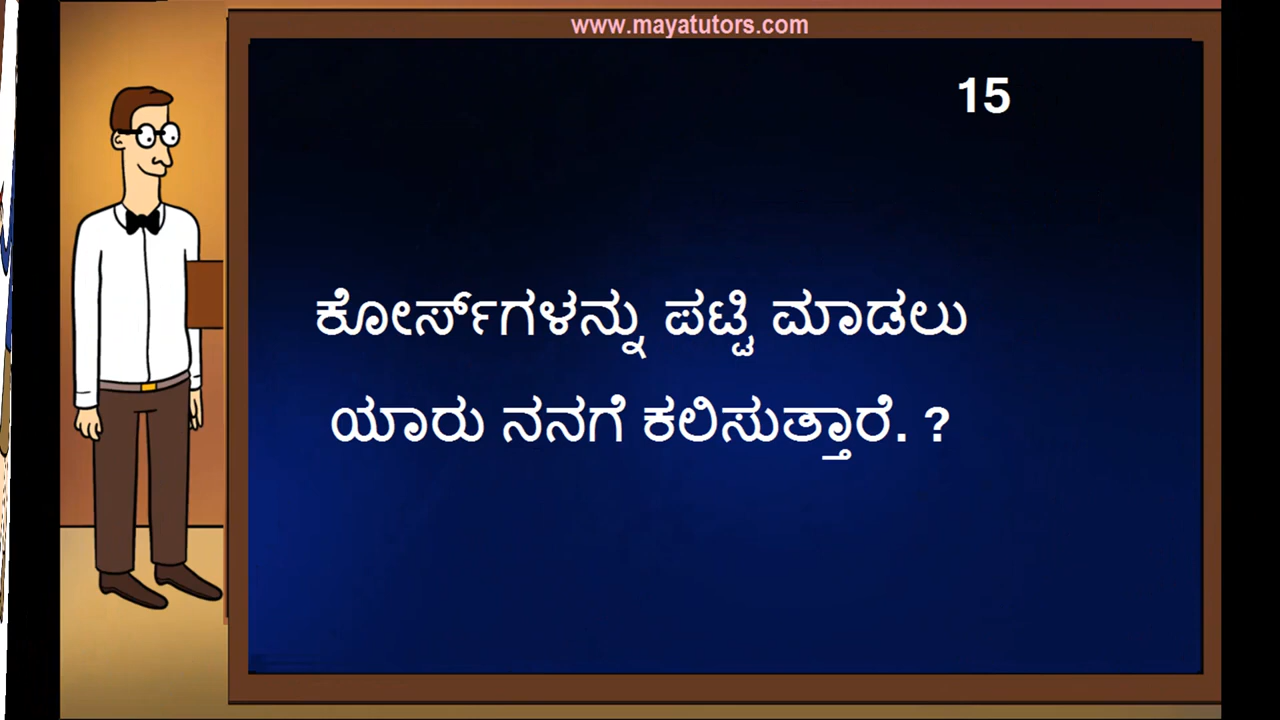 www.mayatutors.com
15
ಕೋರ್ಸ್‌ಗಳನ್ನು ಪಟ್ಟಿ ಮಾಡಲು
ಯಾರು ನನಗೆ ಕಲಿಸುತ್ತಾರೆ. ?